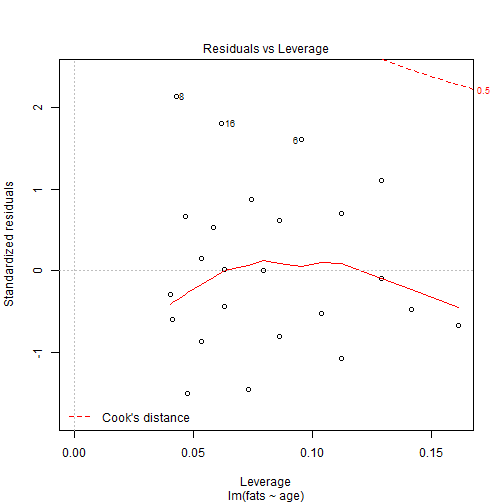 Residuals vs Leverage
Standardized residuals
2
1
0
-1
8
16
6
0.5
Cook's distance
0.00 0.05 0.10 0.15
Leverage
lm(fats ~ age)